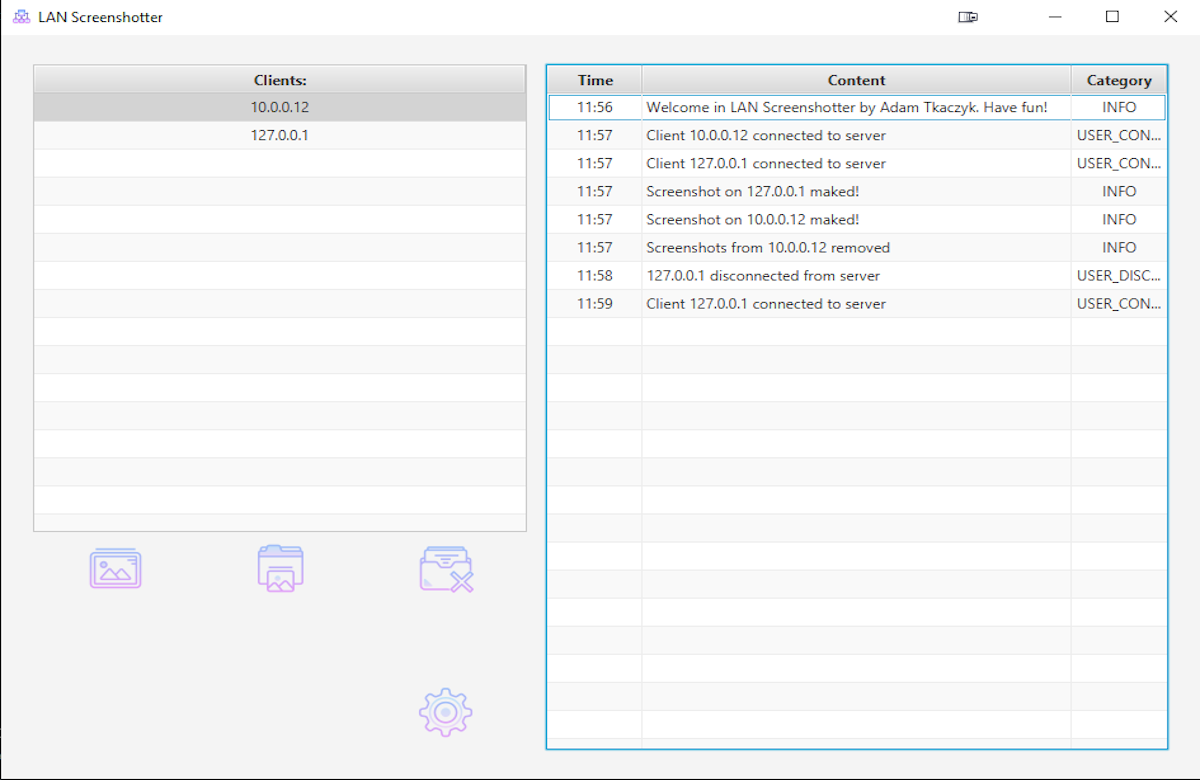 LAN Screenshotter
Clients:
10.0.0.12
127.0.0.1
Time Content Category
11:56 Welcome in LAN Screenshotter by Adam Tkaczyk. Have fun! INFO
11:57 Client 10.0.0.12 connected to server USER_CON...
11:57 Client 127.0.0.1 connected to server USER_CON...
11:57 Screenshot on 127.0.0.1 maked! INFO
11:57 Screenshot on 10.0.0.12 maked! INFO
11:57 Screenshots from 10.0.0.12 removed INFO
11:58 127.0.0.1 disconnected from server USER_DISC...
11:59 Client 127.0.0.1 connected to server USER_CON...